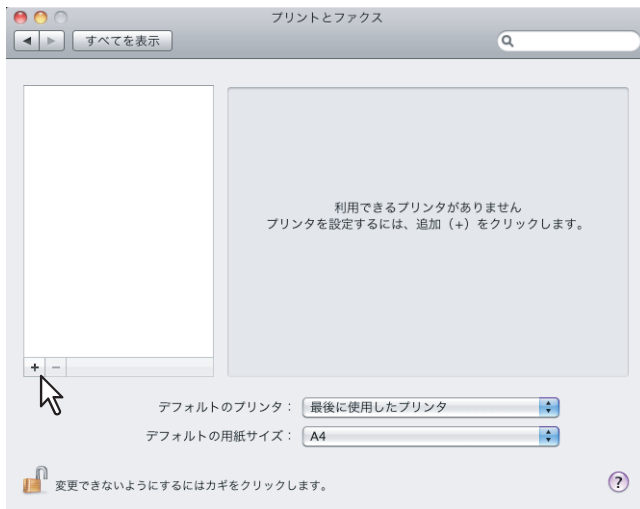 プリントとファクス
すべてを表示
利用できるプリンタがありません
プリンタを設定するには、追加（+）をクリックします。
+ −
デフォルトのプリンタ： 最後に使用したプリンタ
デフォルトの用紙サイズ： A4
変更できないようにするにはカギをクリックします。 ?